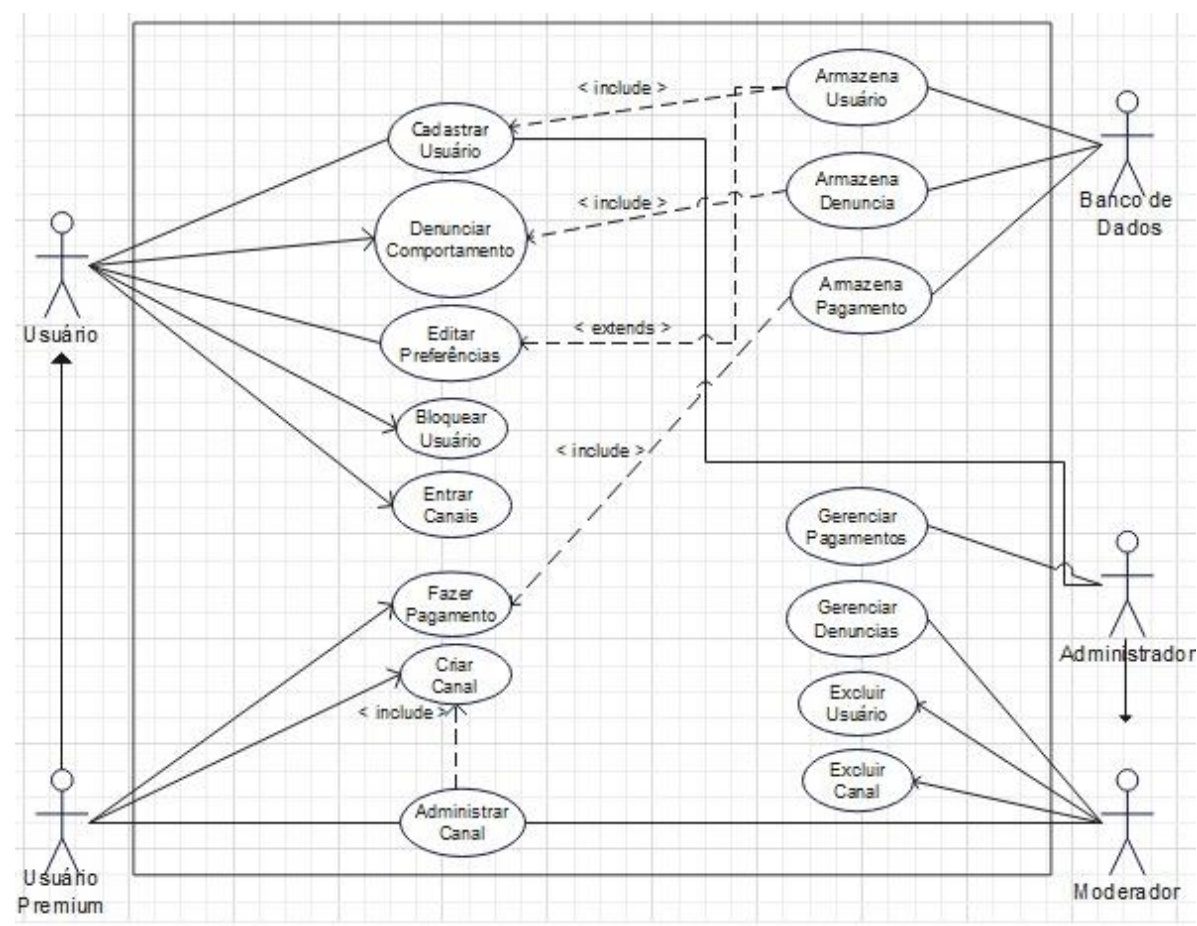 Armazena
Usuário
< include >
Cadastrar
Usuário
Armazena
Denuncia
< include >
Banco de
Dados
Denunciar
Comportamento
Armazena
Pagamento
Usuário
< extends >
Editar
Preferências
Bloquear
Usuário
< include >
Entrar
Canais
Gerenciar
Pagamentos
Fazer
Pagamento
Gerenciar
Denuncias
Administrador
Criar
Canal
< include >
Excluir
Usuário
Excluir
Canal
Administrar
Canal
Usuário
Premium
Moderador